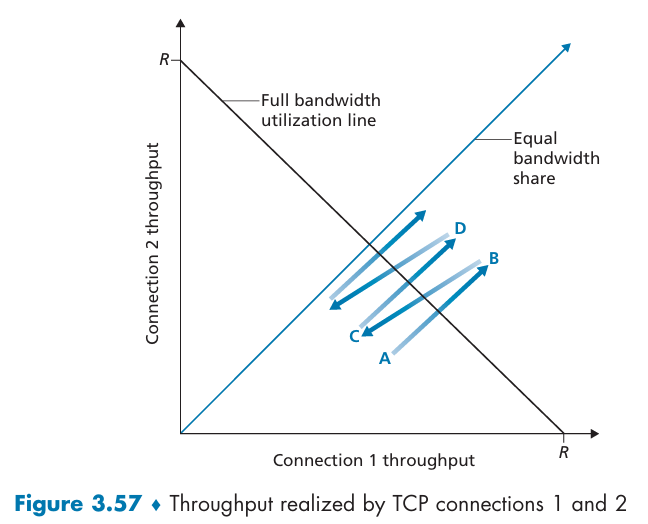 R
Full bandwidth
utilization line
Equal
bandwidth
share
Connection 2 throughput
D
B
C
A
R
Connection 1 throughput
Figure 3.57 ♦ Throughput realized by TCP connections 1 and 2